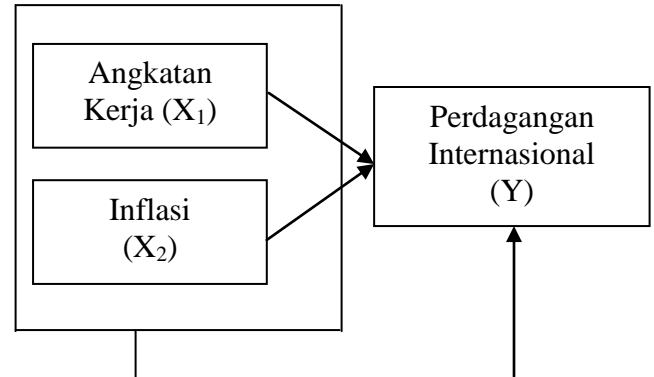 Angkatan
Kerja (X₁)
Inflasi
(X₂)
Perdagangan
Internasional
(Y)